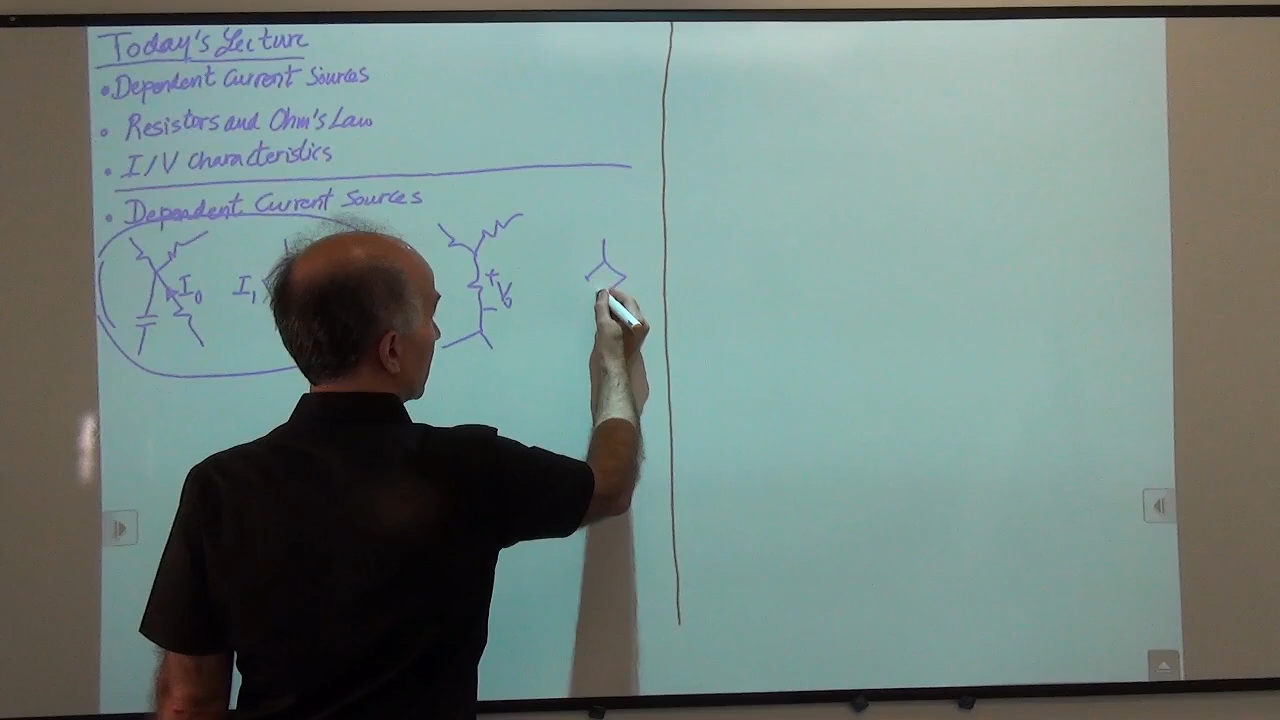 Today's Lecture
• Dependent Current Sources
• Resistors and Ohm's Law
• I/V Characteristics
• Dependent Current Sources
I₀ I₁ + V₀ -